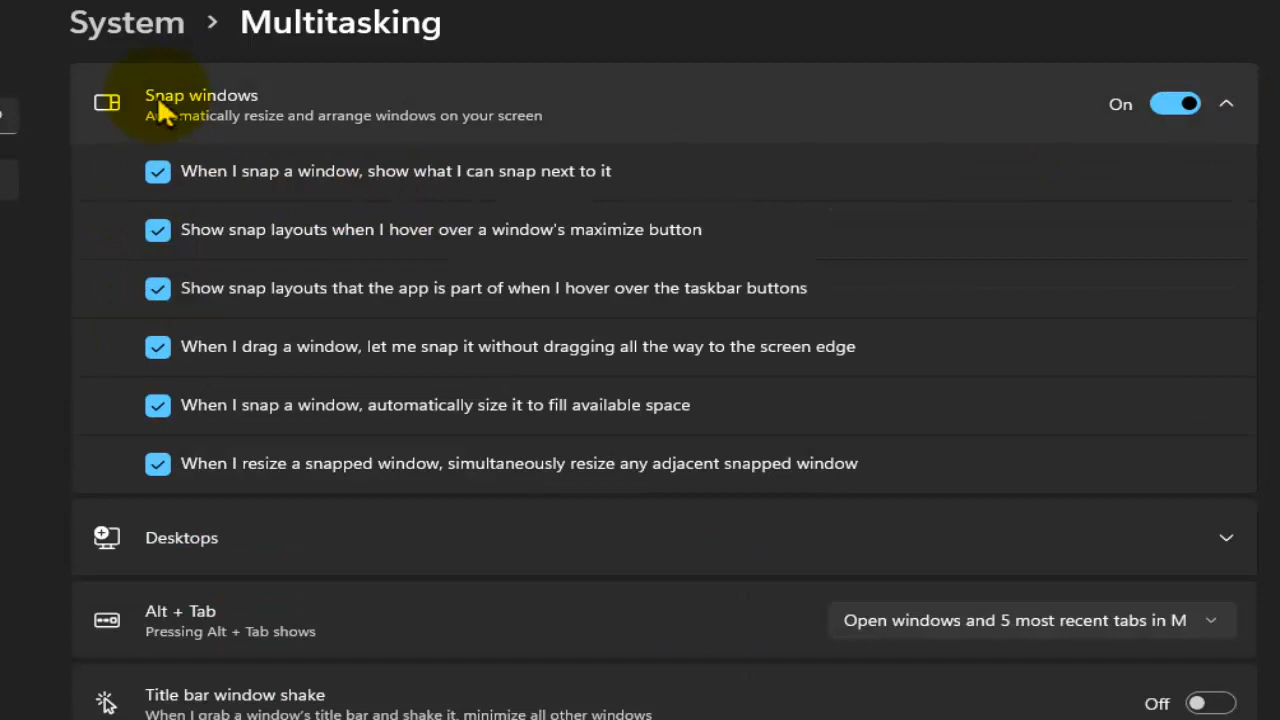 System > Multitasking
Snap windows
Automatically resize and arrange windows on your screen
On
When I snap a window, show what I can snap next to it
Show snap layouts when I hover over a window's maximize button
Show snap layouts that the app is part of when I hover over the taskbar buttons
When I drag a window, let me snap it without dragging all the way to the screen edge
When I snap a window, automatically size it to fill available space
When I resize a snapped window, simultaneously resize any adjacent snapped window
Desktops
Alt + Tab
Pressing Alt + Tab shows
Open windows and 5 most recent tabs in M
Title bar window shake
When I grab a window's title bar and shake it, minimize all other windows
Off